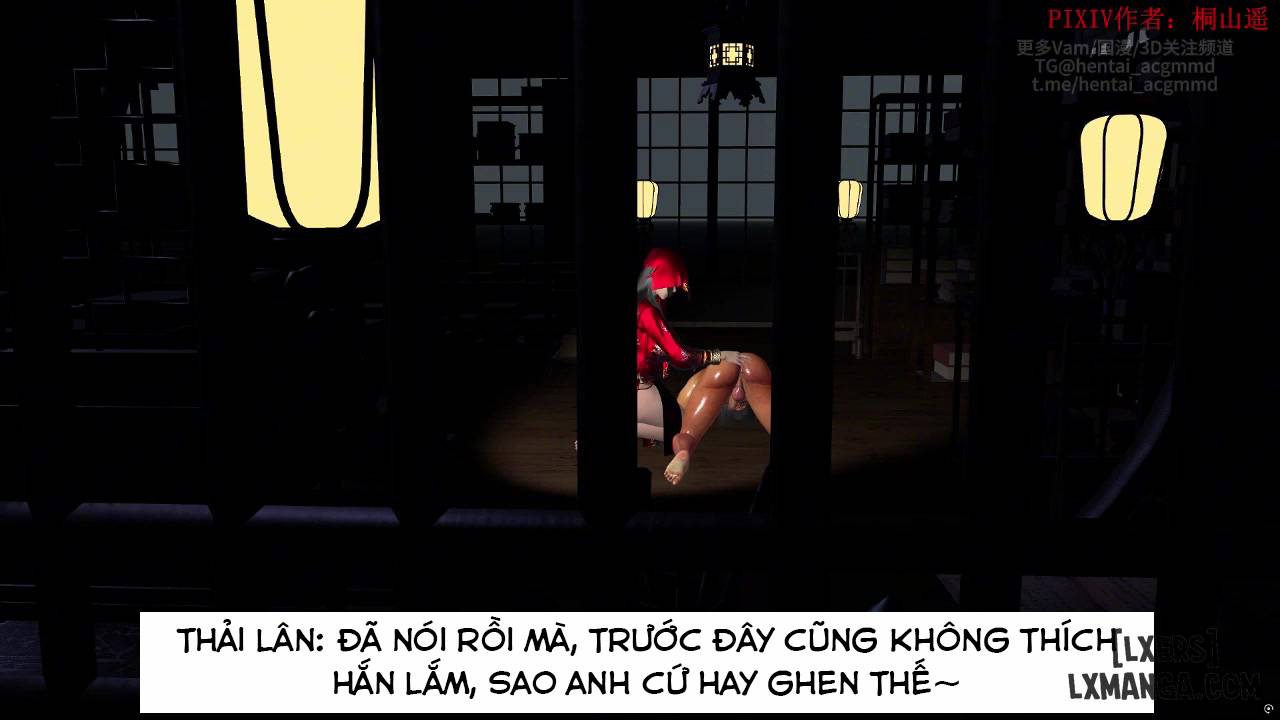 PIXIV作者：桐山遥
更多Vam/国漫/3D关注频道
TG@hentai_acgmmd
t.me/hentai_acgmmd
THẢI LÂN: ĐÃ NÓI RỒI MÀ, TRƯỚC ĐÂY CŨNG KHÔNG THÍCH
HẮN LẮM, SAO ANH CỨ HAY GHEN THẾ~
[LXERS]
LXMANGA.COM